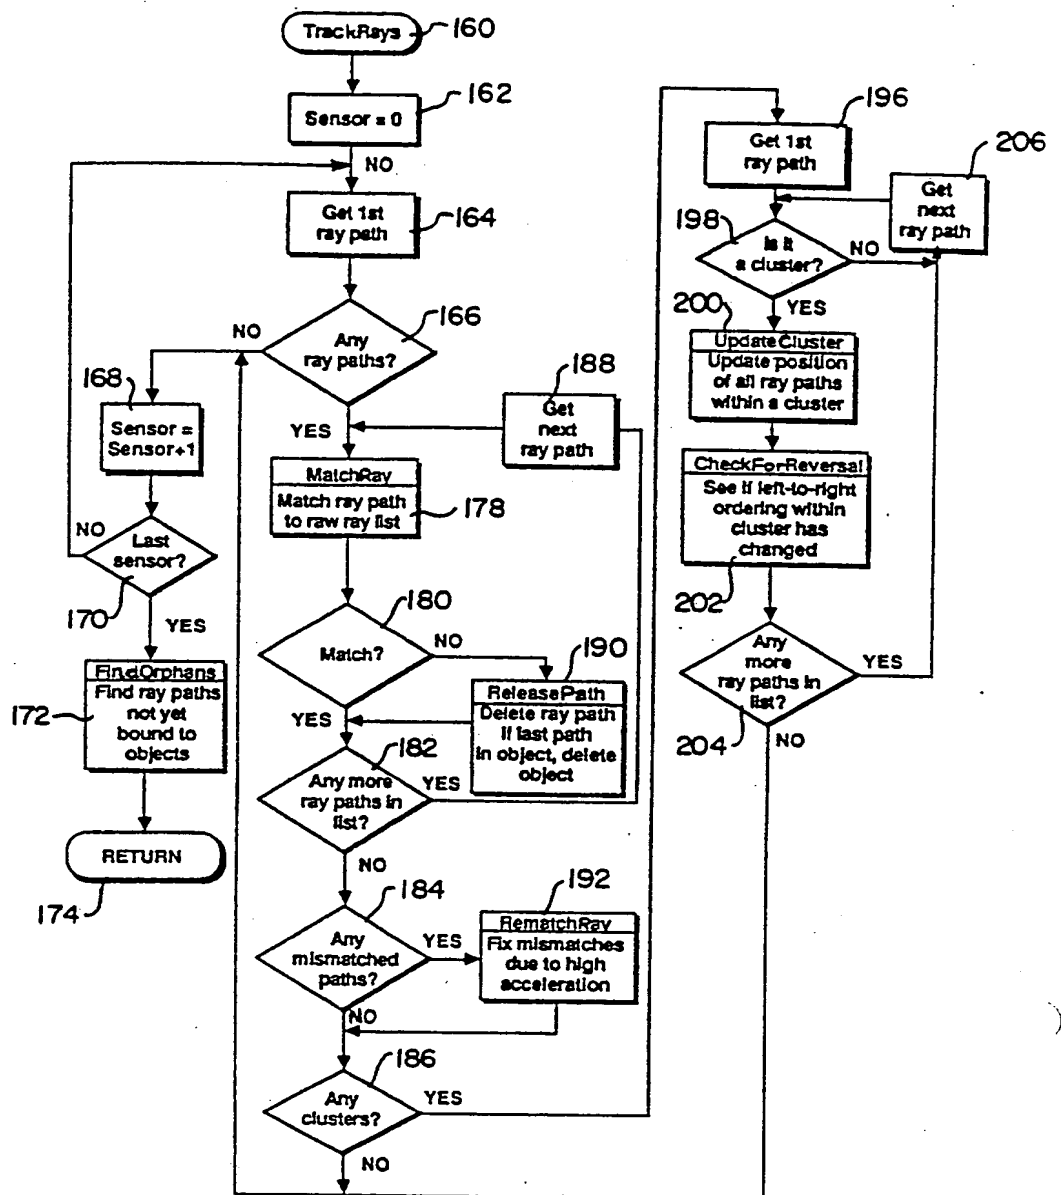 TrackRays
160
Sensor = 0
162
NO
Get 1st
ray path
164
Any
ray paths?
166
NO
YES
168
Sensor =
Sensor+1
Last
sensor?
170
NO
YES
FindOrphans
Find ray paths
not yet
bound to
objects
172
RETURN
174
188
Get
next
ray path
MatchRay
Match ray path
to raw ray list
178
Match?
180
NO
YES
190
ReleasePath
Delete ray path
If last path
in object, delete
object
182
Any more
ray paths in
list?
YES
NO
184
Any
mismatched
paths?
YES
NO
192
RematchRay
Fix mismatches
due to high
acceleration
186
Any
clusters?
YES
NO
196
Get 1st
ray path
206
Get
next
ray path
198
Is it
a cluster?
NO
YES
200
UpdateCluster
Update position
of all ray paths
within a cluster
CheckForReversal
See if left-to-right
ordering within
cluster has
changed
202
Any
more
ray paths in
list?
YES
204
NO